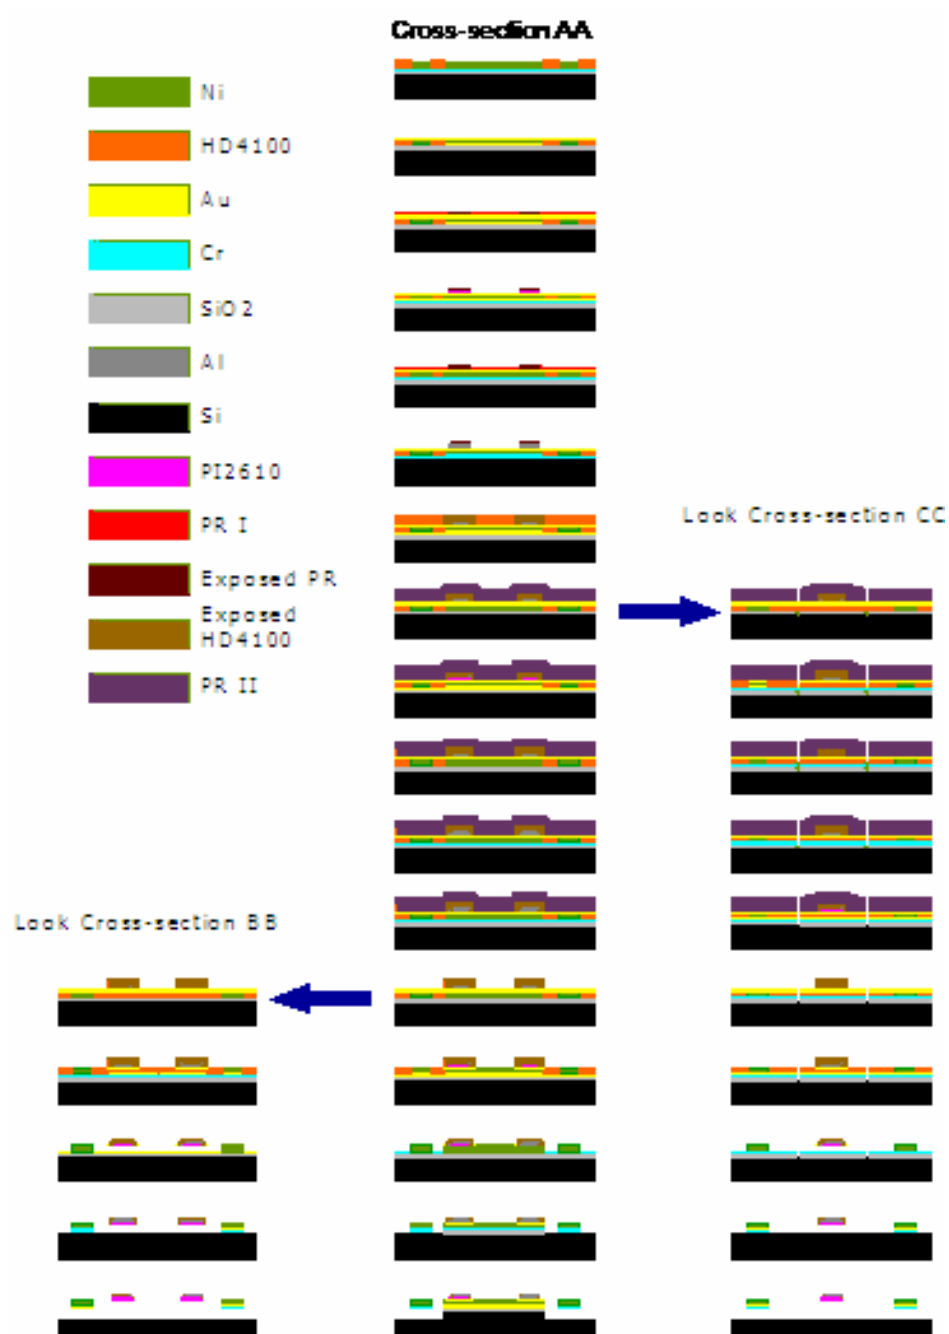 Cross-section AA
Ni
HD4100
Au
Cr
SiO2
Al
Si
PI2610
PR I
Exposed PR
Exposed
HD4100
PR II
Look Cross-section CC
Look Cross-section BB